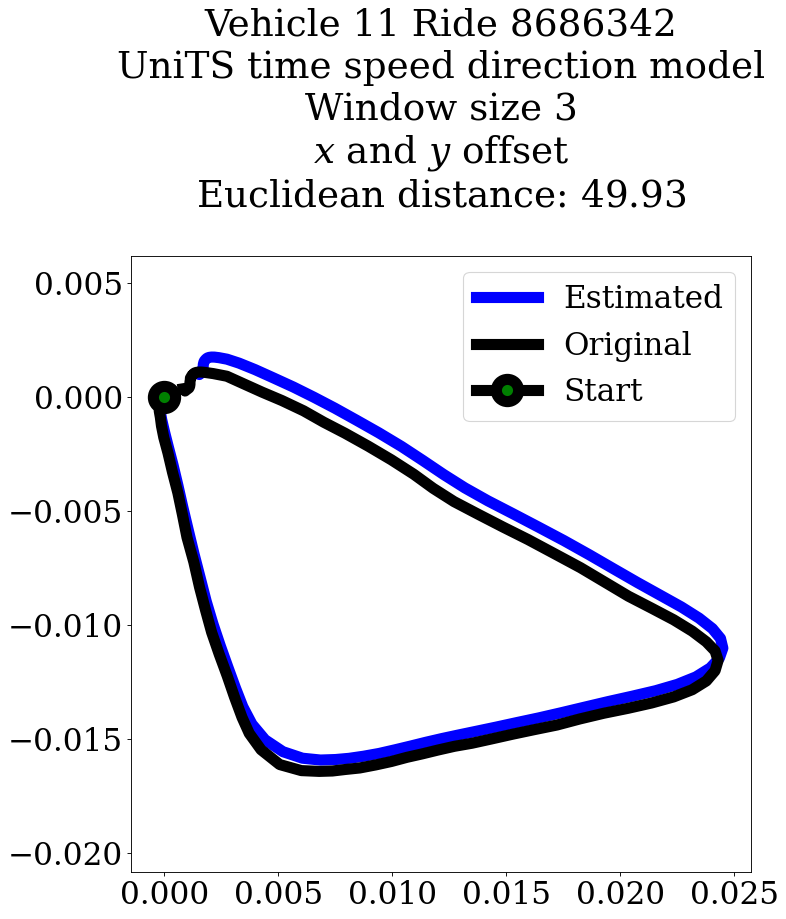 Vehicle 11 Ride 8686342
UniTS time speed direction model
Window size 3
x and y offset
Euclidean distance: 49.93
Estimated
Original
Start
0.005
0.000
−0.005
−0.010
−0.015
−0.020
0.000 0.005 0.010 0.015 0.020 0.025